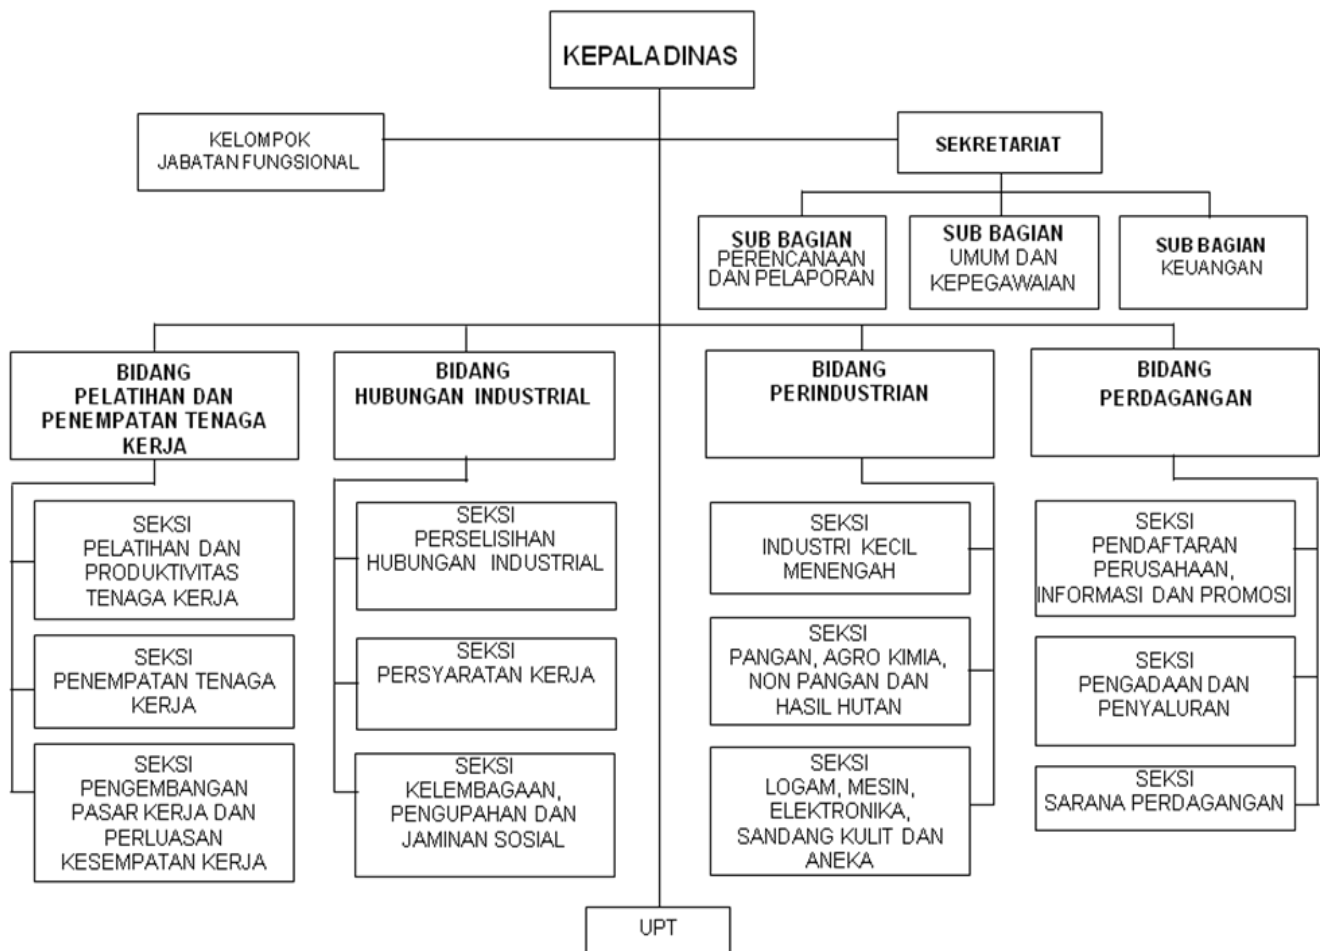 KEPALA DINAS
KELOMPOK
JABATAN FUNGSIONAL
SEKRETARIAT
SUB BAGIAN
PERENCANAAN
DAN PELAPORAN
SUB BAGIAN
UMUM DAN
KEPEGAWAIAN
SUB BAGIAN
KEUANGAN
BIDANG
PELATIHAN DAN
PENEMPATAN TENAGA
KERJA
BIDANG
HUBUNGAN INDUSTRIAL
BIDANG
PERINDUSTRIAN
BIDANG
PERDAGANGAN
SEKSI
PELATIHAN DAN
PRODUKTIVITAS
TENAGA KERJA
SEKSI
PENEMPATAN TENAGA
KERJA
SEKSI
PENGEMBANGAN
PASAR KERJA DAN
PERLUASAN
KESEMPATAN KERJA
SEKSI
PERSELISIHAN
HUBUNGAN INDUSTRIAL
SEKSI
PERSYARATAN KERJA
SEKSI
KELEMBAGAAN,
PENGUPAHAN DAN
JAMINAN SOSIAL
SEKSI
INDUSTRI KECIL
MENENGAH
SEKSI
PANGAN, AGRO KIMIA,
NON PANGAN DAN
HASIL HUTAN
SEKSI
LOGAM, MESIN,
ELEKTRONIKA,
SANDANG KULIT DAN
ANEKA
SEKSI
PENDAFTARAN
PERUSAHAAN,
INFORMASI DAN PROMOSI
SEKSI
PENGADAAN DAN
PENYALURAN
SEKSI
SARANA PERDAGANGAN
UPT